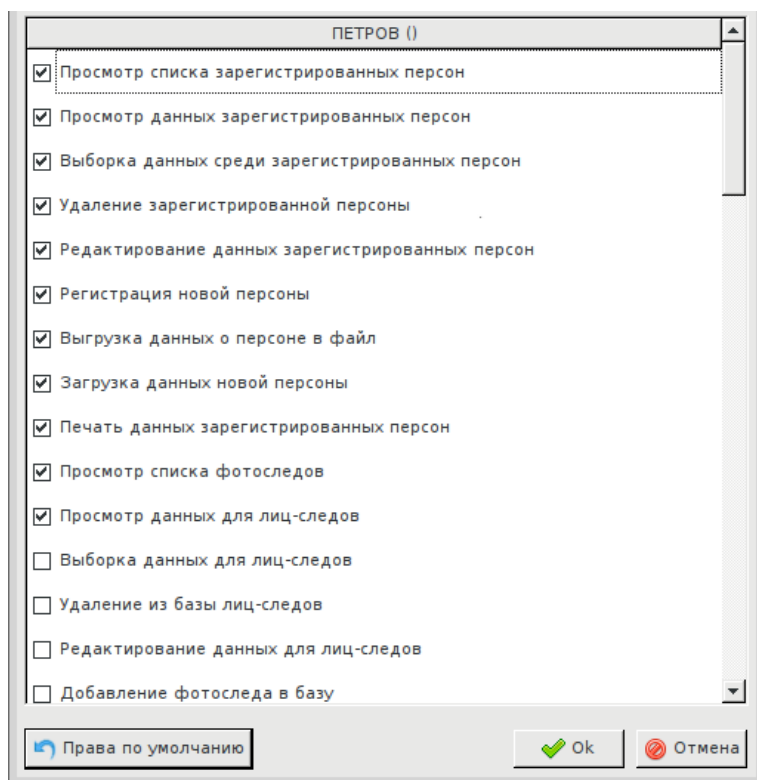 ПЕТРОВ ()
Просмотр списка зарегистрированных персон
Просмотр данных зарегистрированных персон
Выборка данных среди зарегистрированных персон
Удаление зарегистрированной персоны
Редактирование данных зарегистрированных персон
Регистрация новой персоны
Выгрузка данных о персоне в файл
Загрузка данных новой персоны
Печать данных зарегистрированных персон
Просмотр списка фотоследов
Просмотр данных для лиц-следов
Выборка данных для лиц-следов
Удаление из базы лиц-следов
Редактирование данных для лиц-следов
Добавление фотоследа в базу
Права по умолчанию Ok Отмена